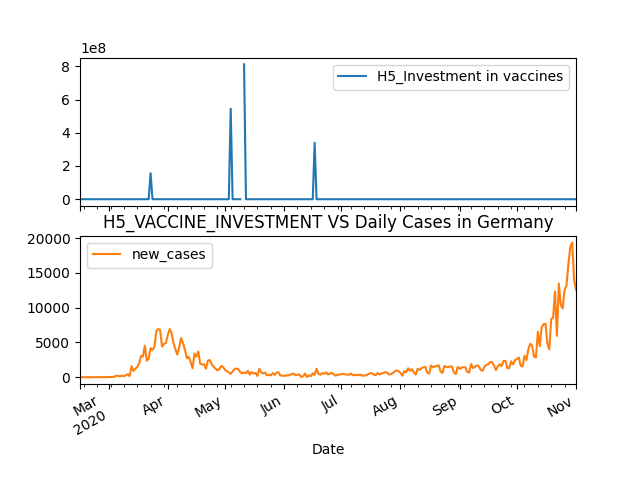 1e8
8
6
4
2
0
H5_Investment in vaccines
H5_VACCINE_INVESTMENT VS Daily Cases in Germany
20000
15000
10000
5000
0
new_cases
Mar
2020
Apr
May
Jun
Jul
Aug
Sep
Oct
Nov
Date